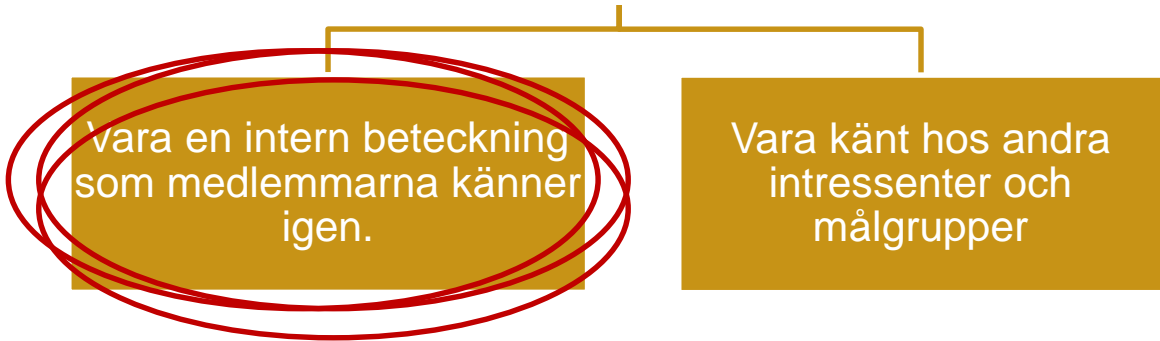 Vara en intern beteckning
som medlemmarna känner
igen.
Vara känt hos andra
intressenter och
målgrupper